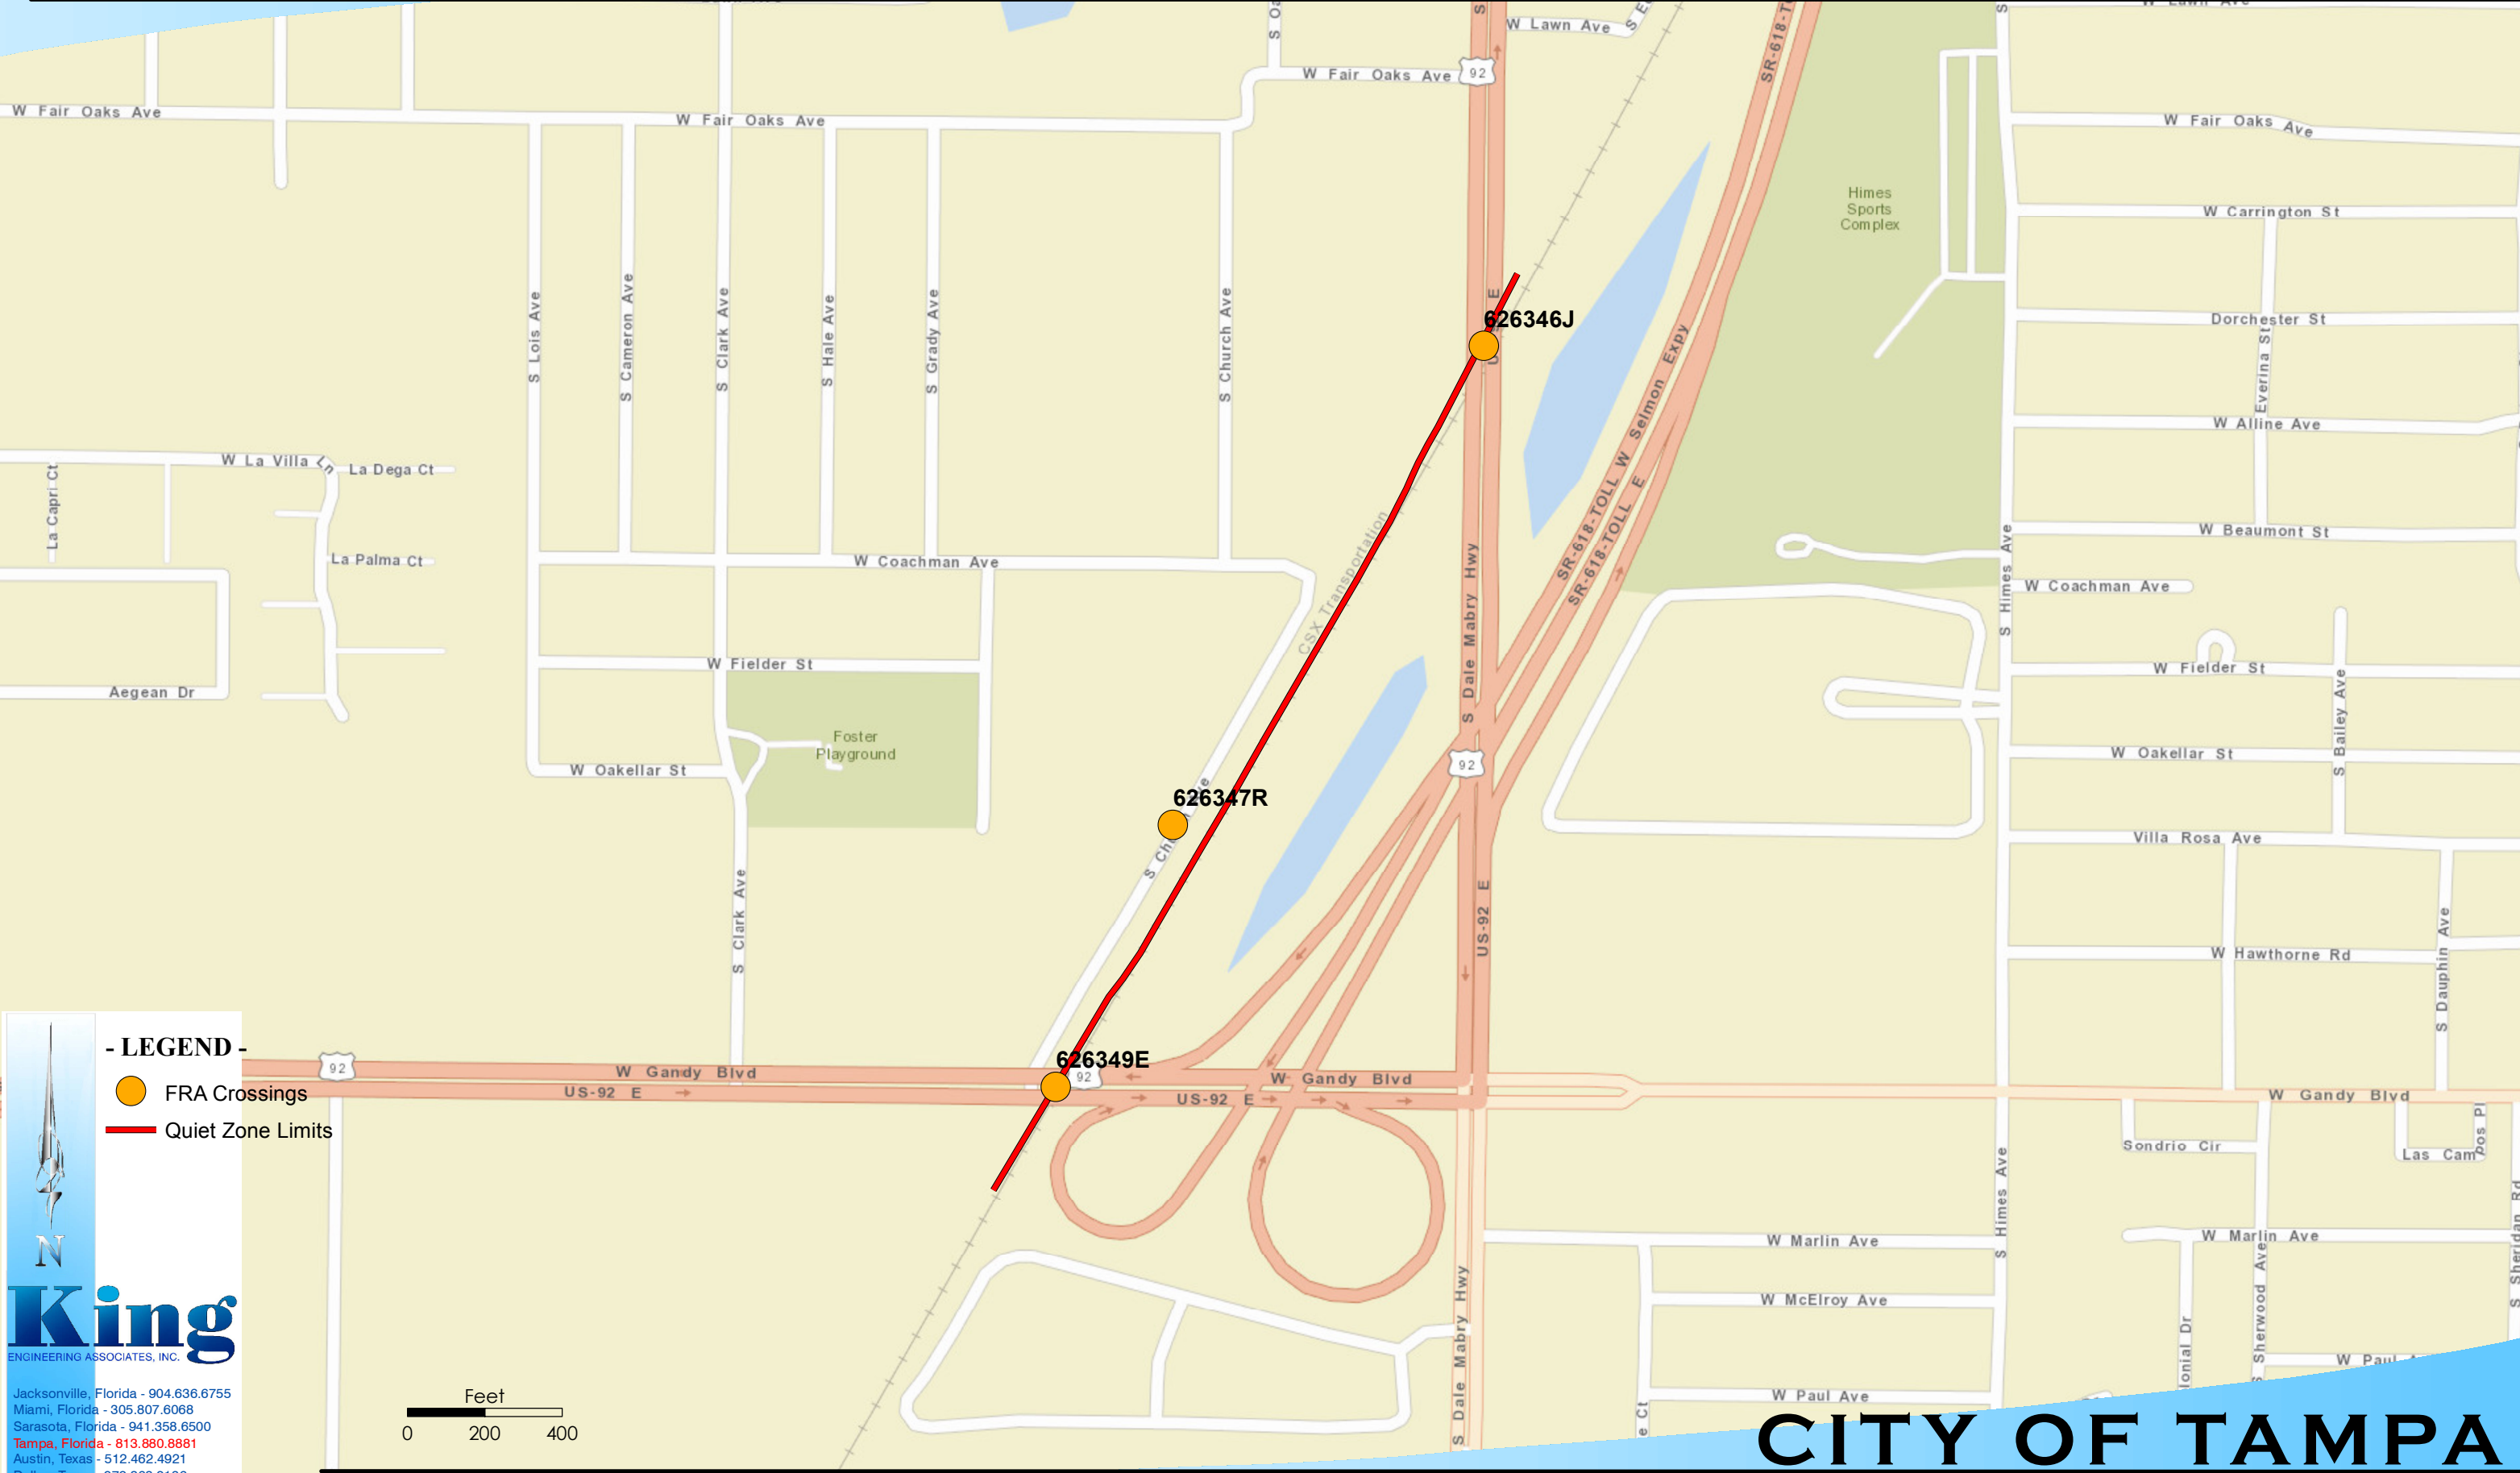 W Lawn Ave
W Fair Oaks Ave
92
W Fair Oaks Ave
W Fair Oaks Ave
W Fair Oaks Ave
Himes
Sports
Complex
W Carrington St
Dorchester St
S Everina St
W Alline Ave
W Beaumont St
W Coachman Ave
S Himes Ave
W Fielder St
S Bailey Ave
W Oakellar St
Villa Rosa Ave
W Hawthorne Rd
S Dauphin Ave
S Lois Ave
S Cameron Ave
S Clark Ave
S Hale Ave
S Grady Ave
S Church Ave
626346J
SR-618-TOLL W Selmon Expy
SR-618-TOLL E
SR-618-T
W La Villa Ln
La Dega Ct
La Capri Ct
La Palma Ct
Aegean Dr
W Coachman Ave
W Fielder St
Foster
Playground
W Oakellar St
CSX Transportation
S Dale Mabry Hwy
92
US-92 E
626347R
S Clark Ave
626349E
92
92
W Gandy Blvd
US-92 E
W Gandy Blvd
US-92 E
W Gandy Blvd
Sondrio Cir
Las Campos Pl
S Himes Ave
W Marlin Ave
W Marlin Ave
W McElroy Ave
S Sherwood Ave
S Sheridan Rd
S Dale Mabry Hwy
W Paul Ave
W Paul
- LEGEND -
FRA Crossings
Quiet Zone Limits
N
King
ENGINEERING ASSOCIATES, INC.
Jacksonville, Florida - 904.636.6755
Miami, Florida - 305.807.6068
Sarasota, Florida - 941.358.6500
Tampa, Florida - 813.880.8881
Austin, Texas - 512.462.4921
Feet
0 200 400
CITY OF TAMPA